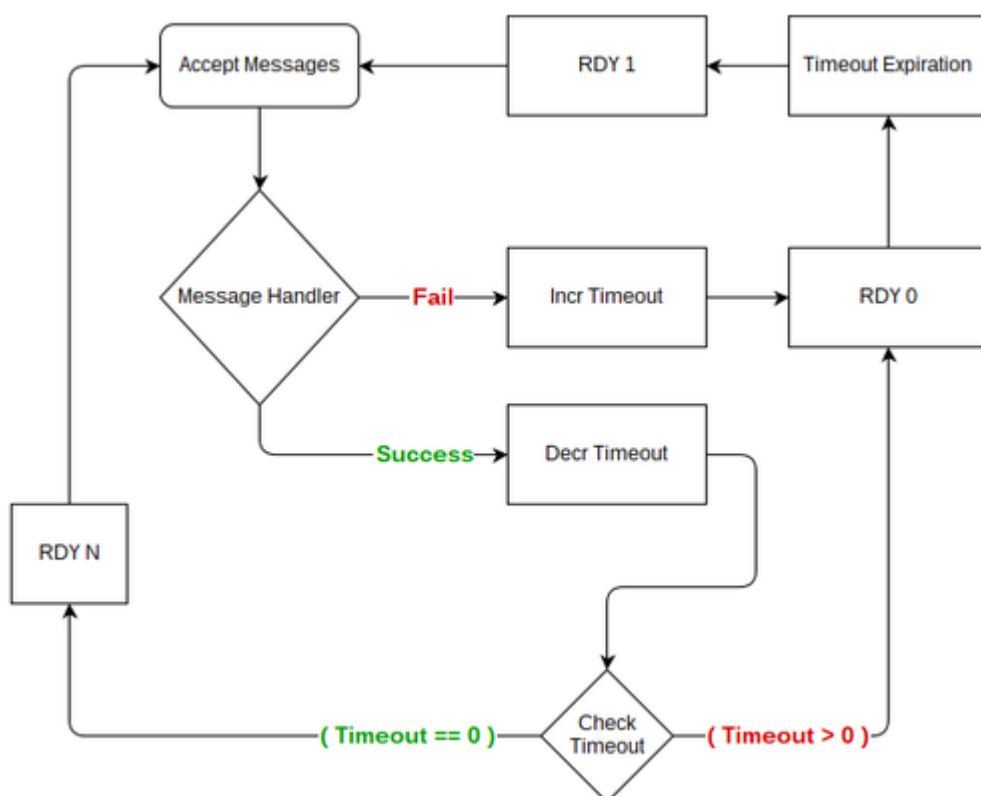 Accept Messages
RDY 1
Timeout Expiration
Message Handler
Fail
Incr Timeout
RDY 0
Success
Decr Timeout
RDY N
( Timeout == 0 )
Check
Timeout
( Timeout > 0 )